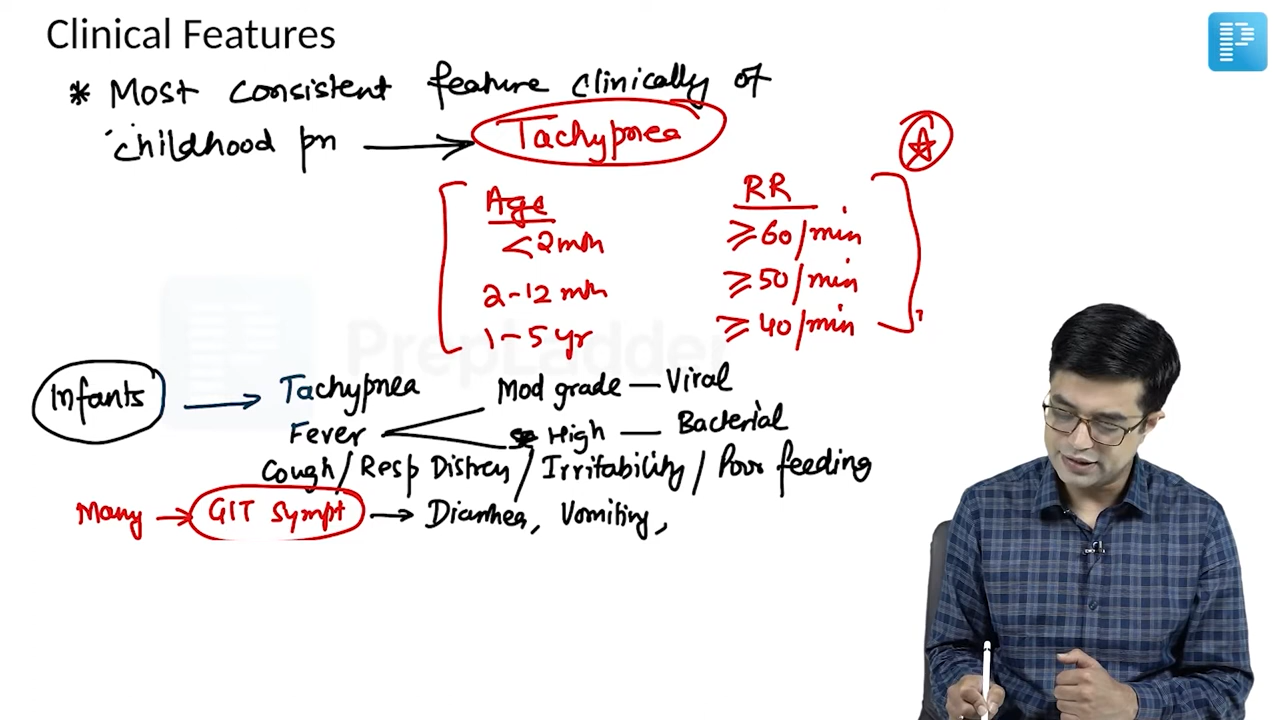 Clinical Features
* Most consistent feature clinically of
childhood pn → Tachypnea
Age RR
<2mth ≥60/min
2-12 mth ≥50/min
1-5 yr ≥40/min
PrepLadder
Infants → Tachypnea Mod grade — Viral
Fever High — Bacterial
Cough / Resp Distress / Irritability / Poor feeding
Many → GIT Sympt → Diarrhea, Vomiting,